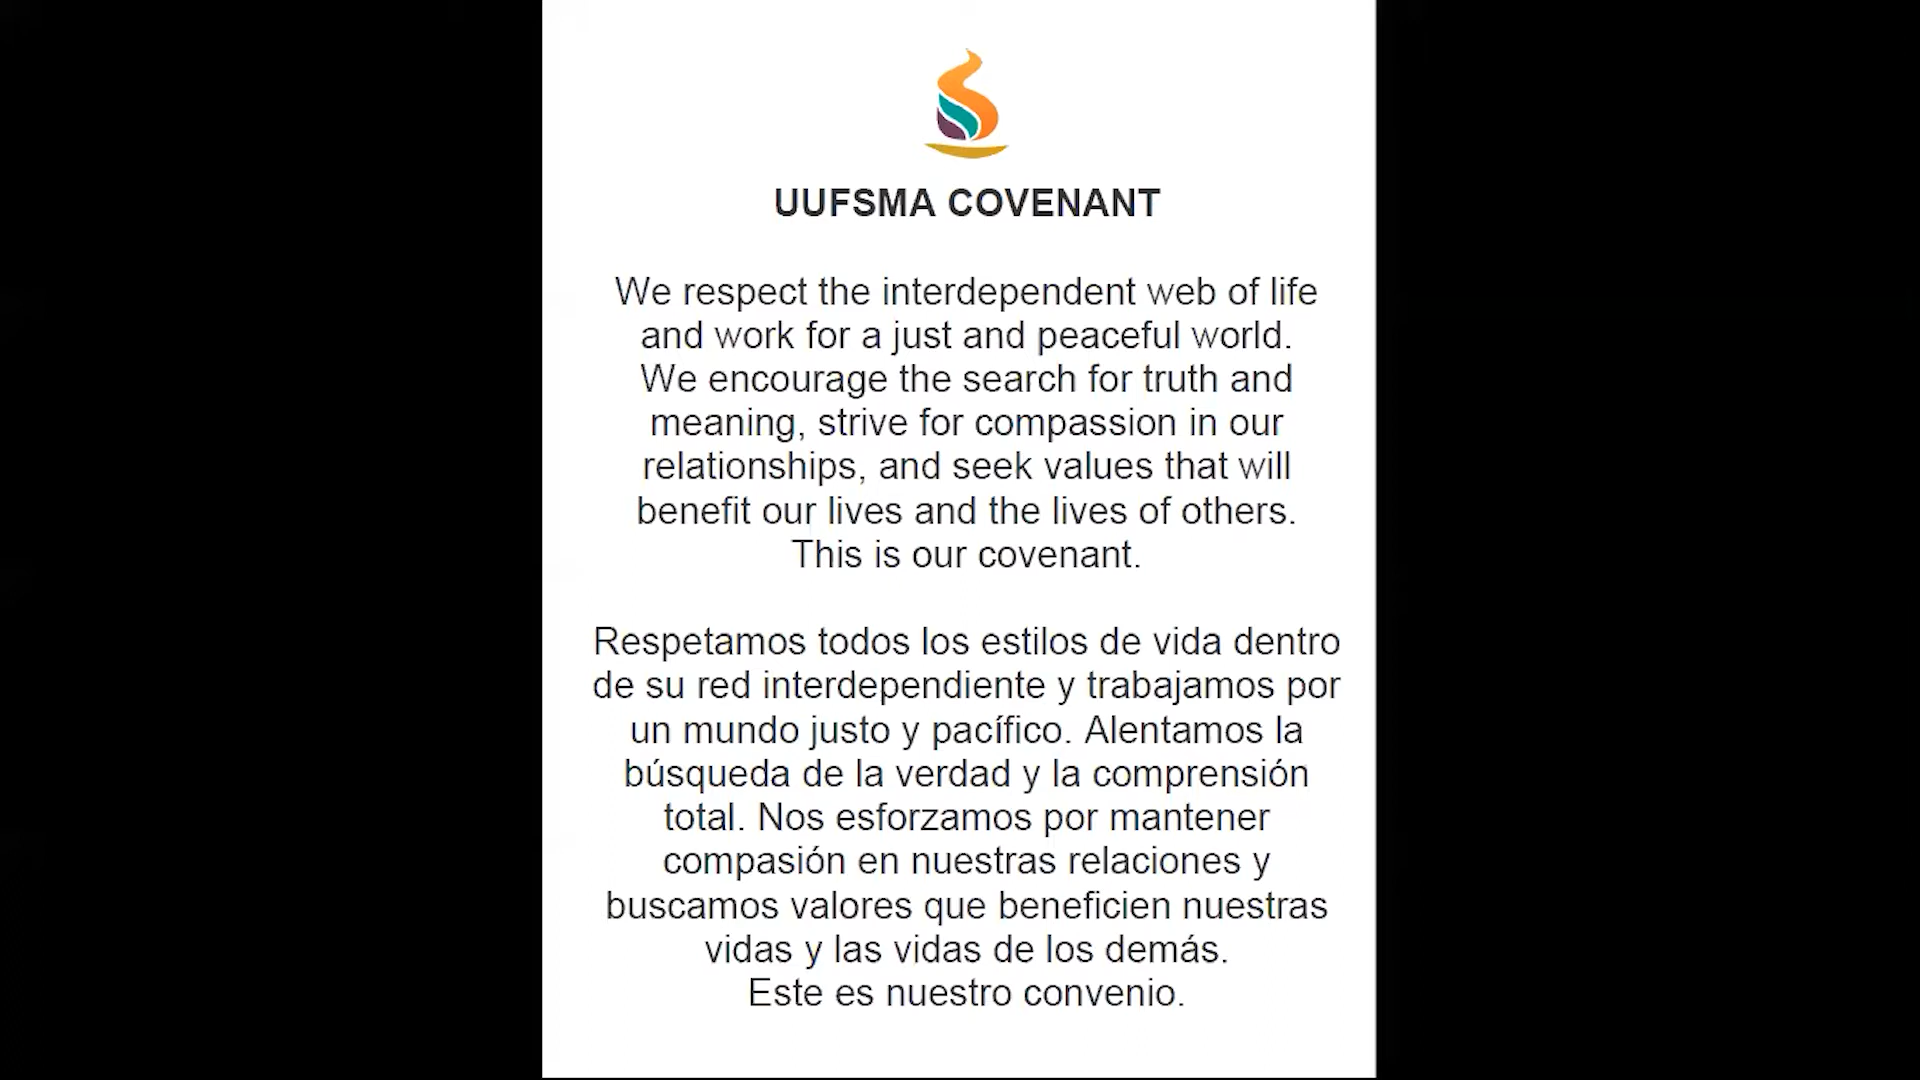 UUFSMA COVENANT
We respect the interdependent web of life
and work for a just and peaceful world.
We encourage the search for truth and
meaning, strive for compassion in our
relationships, and seek values that will
benefit our lives and the lives of others.
This is our covenant.
Respetamos todos los estilos de vida dentro
de su red interdependiente y trabajamos por
un mundo justo y pacífico. Alentamos la
búsqueda de la verdad y la comprensión
total. Nos esforzamos por mantener
compasión en nuestras relaciones y
buscamos valores que beneficien nuestras
vidas y las vidas de los demás.
Este es nuestro convenio.